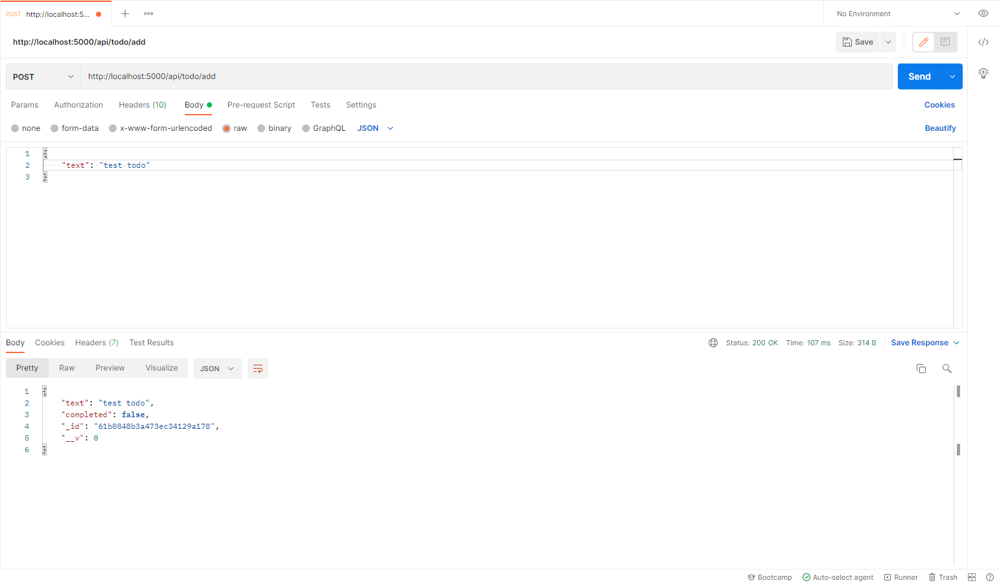 POST http://localhost:5...
No Environment
http://localhost:5000/api/todo/add
Save
POST http://localhost:5000/api/todo/add Send
Params Authorization Headers (10) Body Pre-request Script Tests Settings Cookies
none form-data x-www-form-urlencoded raw binary GraphQL JSON Beautify
1 {
2 "text": "test todo"
3 }
Body Cookies Headers (7) Test Results Status: 200 OK Time: 107 ms Size: 314 B Save Response
Pretty Raw Preview Visualize JSON
1 {
2 "text": "test todo",
3 "completed": false,
4 "_id": "61b0848b3a473ec34129a178",
5 "__v": 0
6 }
Bootcamp Auto-select agent Runner Trash